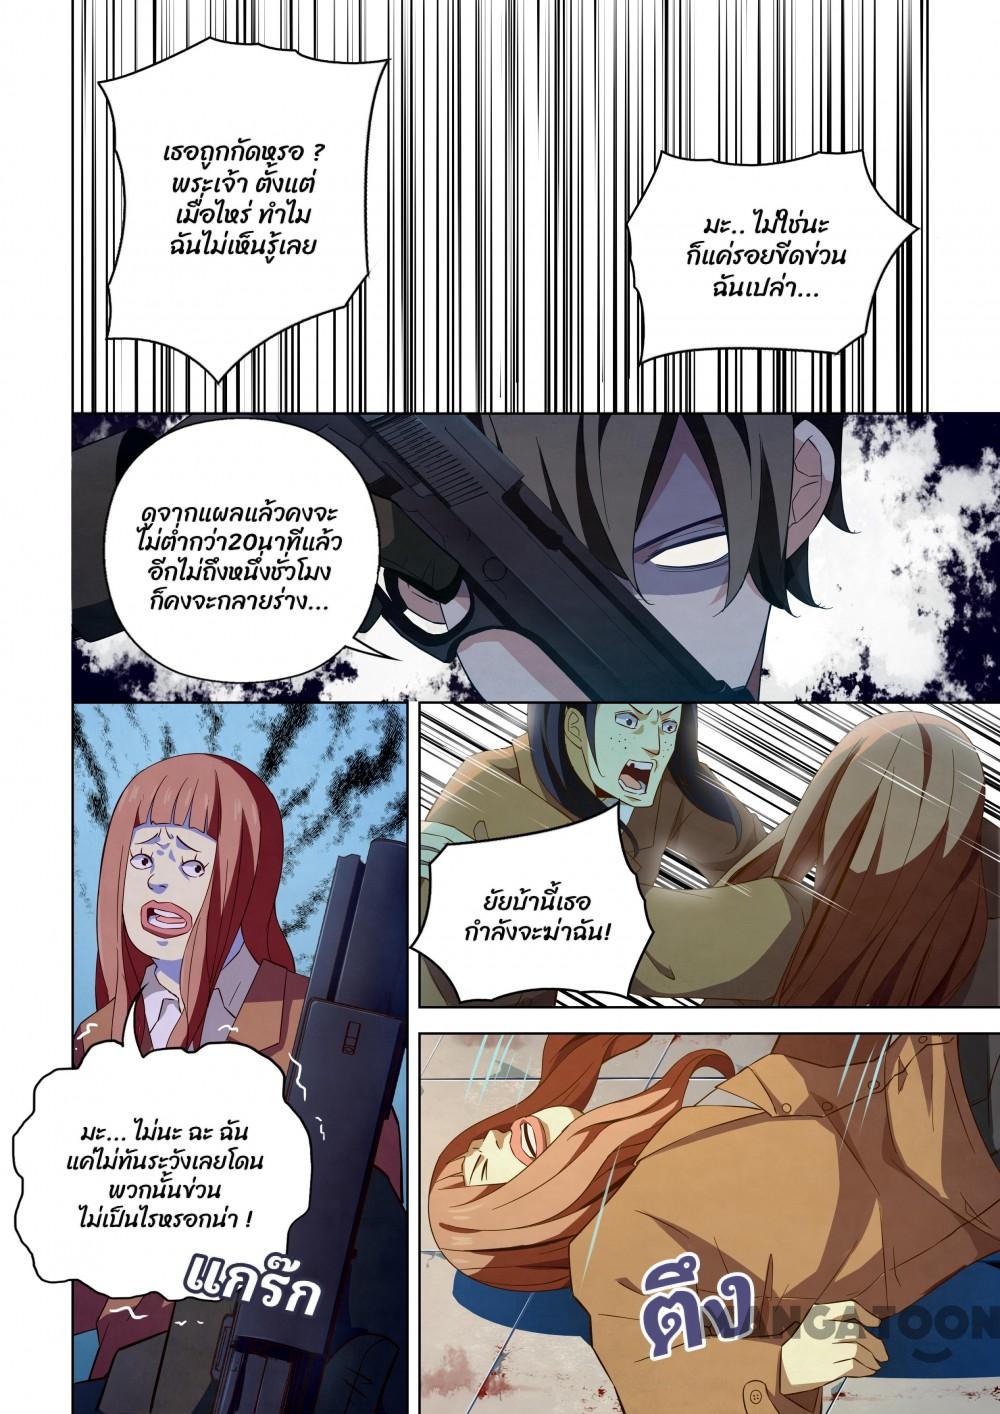 เธอถูกกัดหรอ ?
พระเจ้า ตั้งแต่
เมื่อไหร่ ทำไม
ฉันไม่เห็นรู้เลย
มะ.. ไม่ใช่นะ
ก็แค่รอยขีดข่วน
ฉันเปล่า...
ดูจากแผลแล้วคงจะ
ไม่ต่ำกว่า20นาทีแล้ว
อีกไม่ถึงหนึ่งชั่วโมง
ก็คงจะกลายร่าง...
ยัยบ้านี้เธอ
กำลังจะฆ่าฉัน!
มะ... ไม่นะ ฉะ ฉัน
แค่ไม่ทันระวังเลยโดน
พวกนั้นข่วน
ไม่เป็นไรหรอกน่า !
แกร๊ก
ตึง
MANGATOON